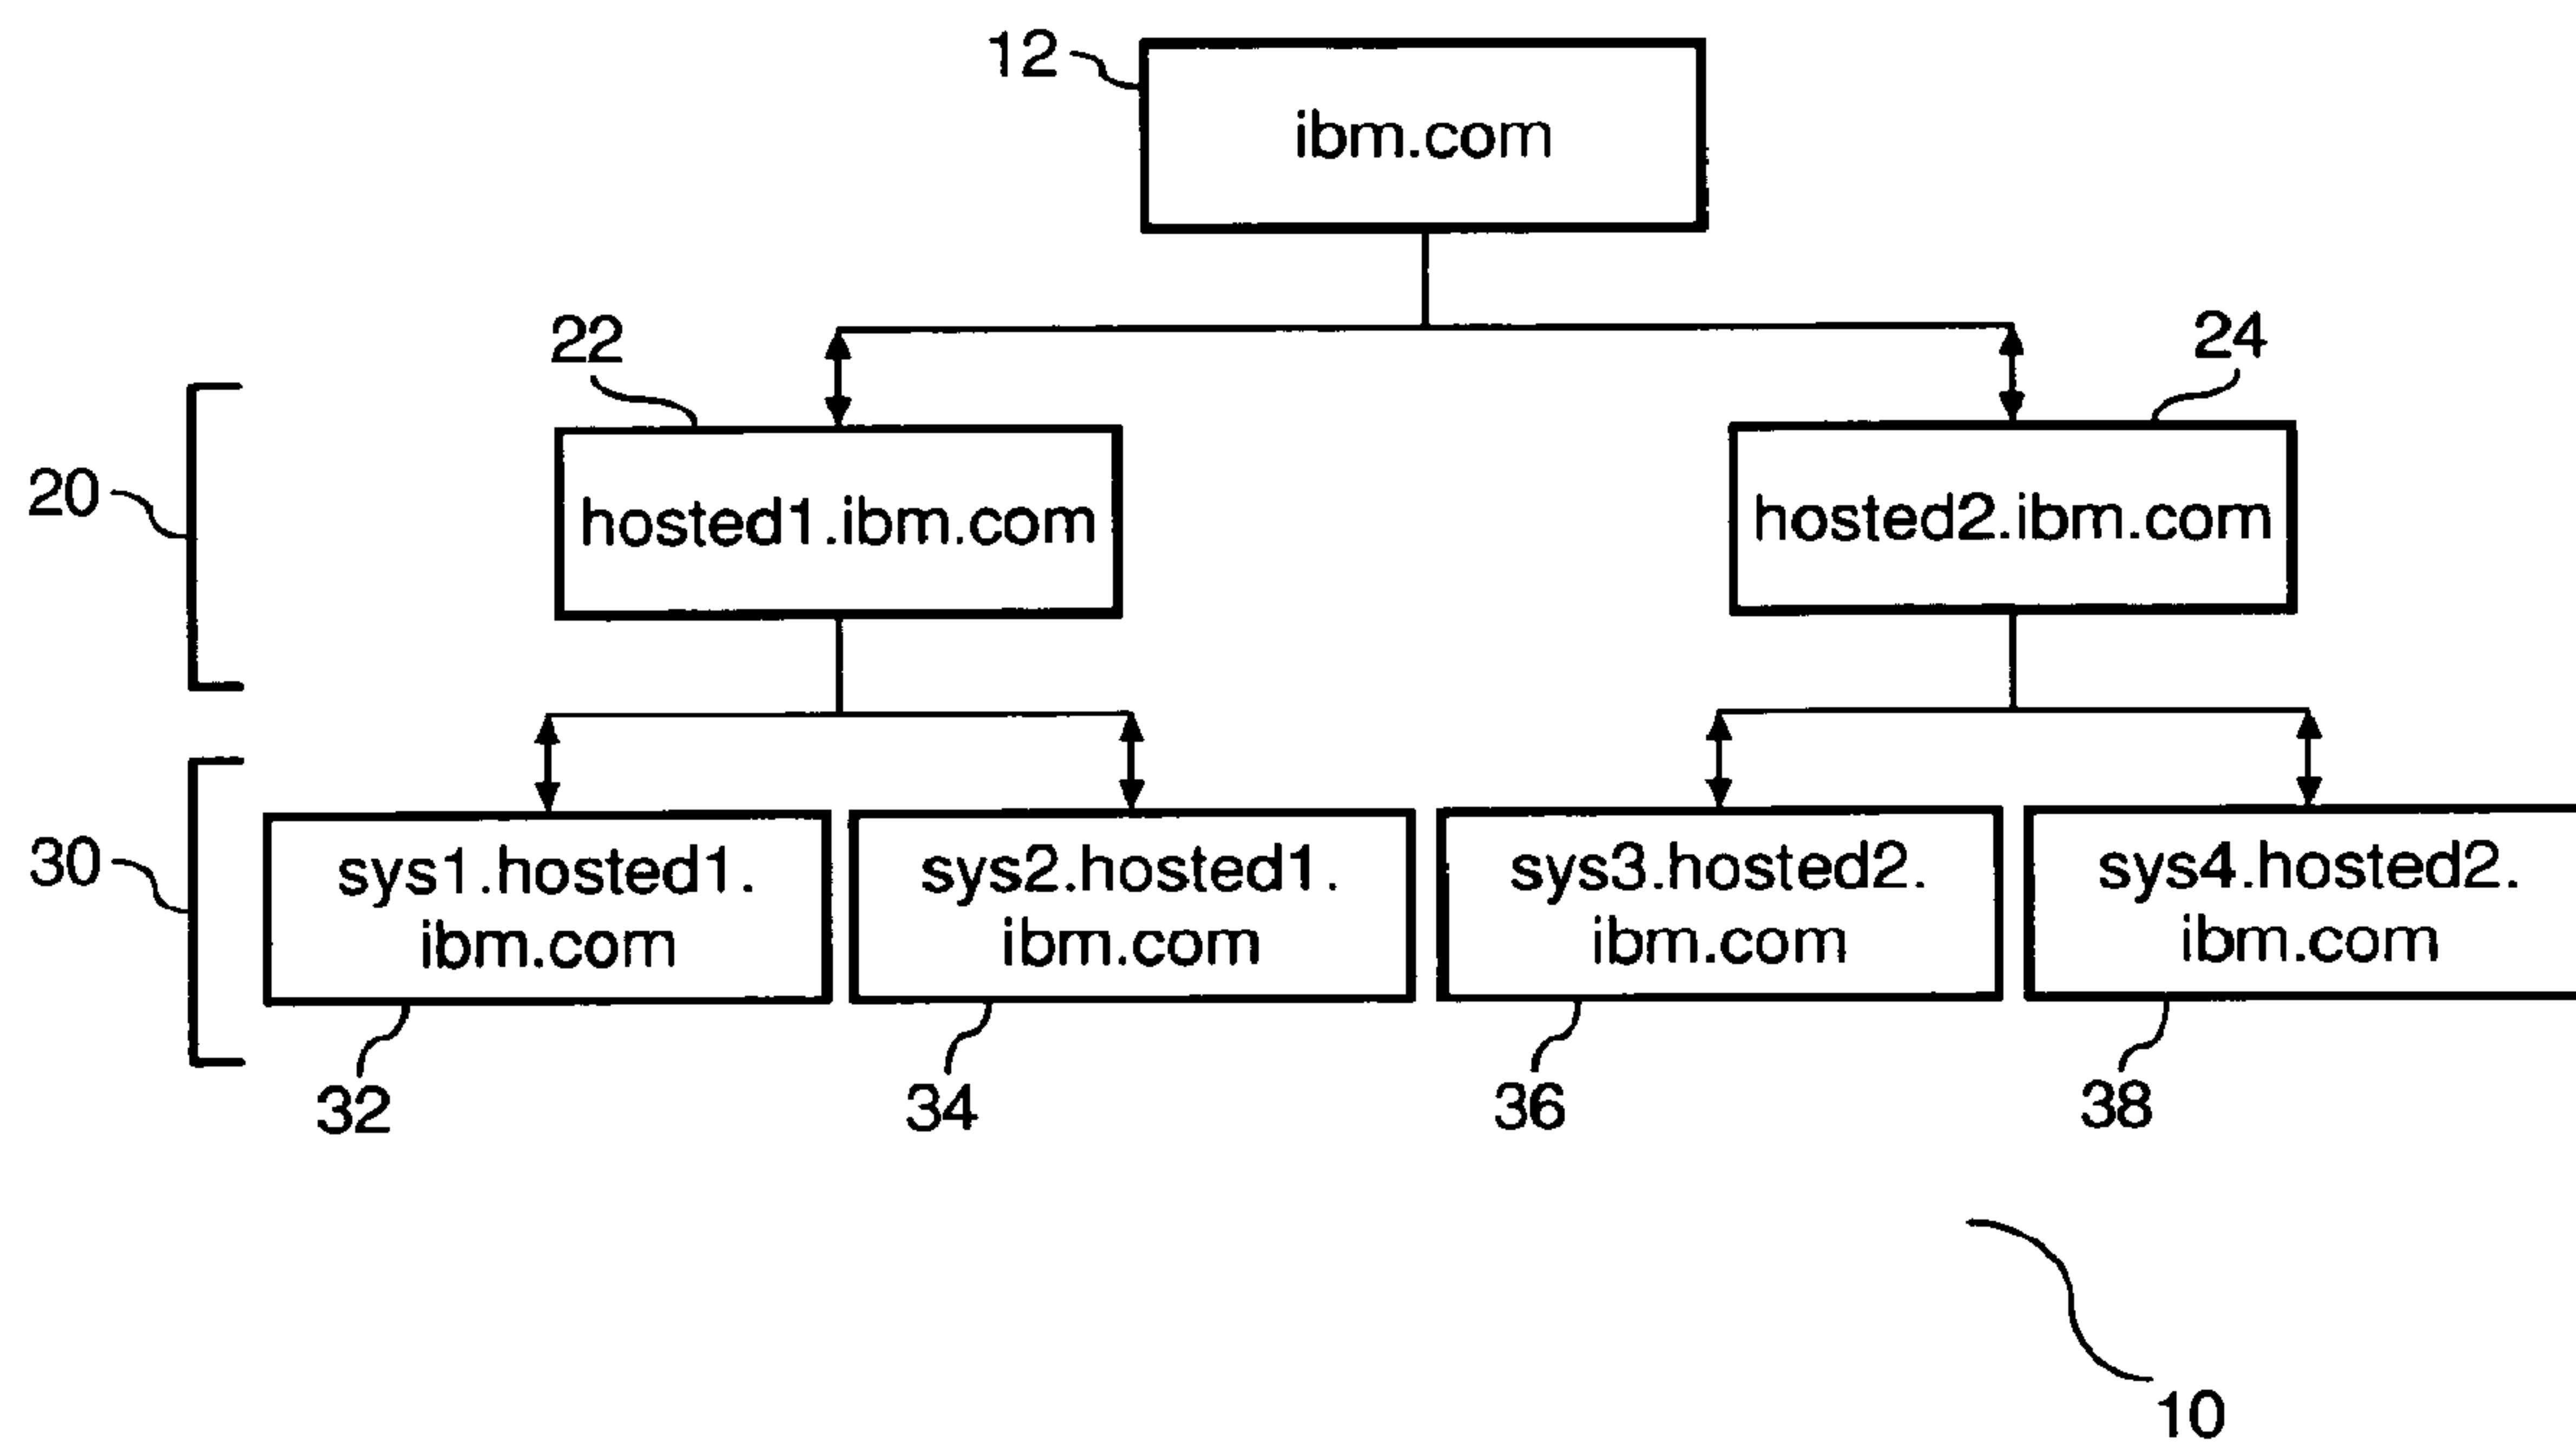 12
ibm.com
22
24
20
hosted1.ibm.com
hosted2.ibm.com
30
sys1.hosted1.
ibm.com
sys2.hosted1.
ibm.com
sys3.hosted2.
ibm.com
sys4.hosted2.
ibm.com
32
34
36
38
10